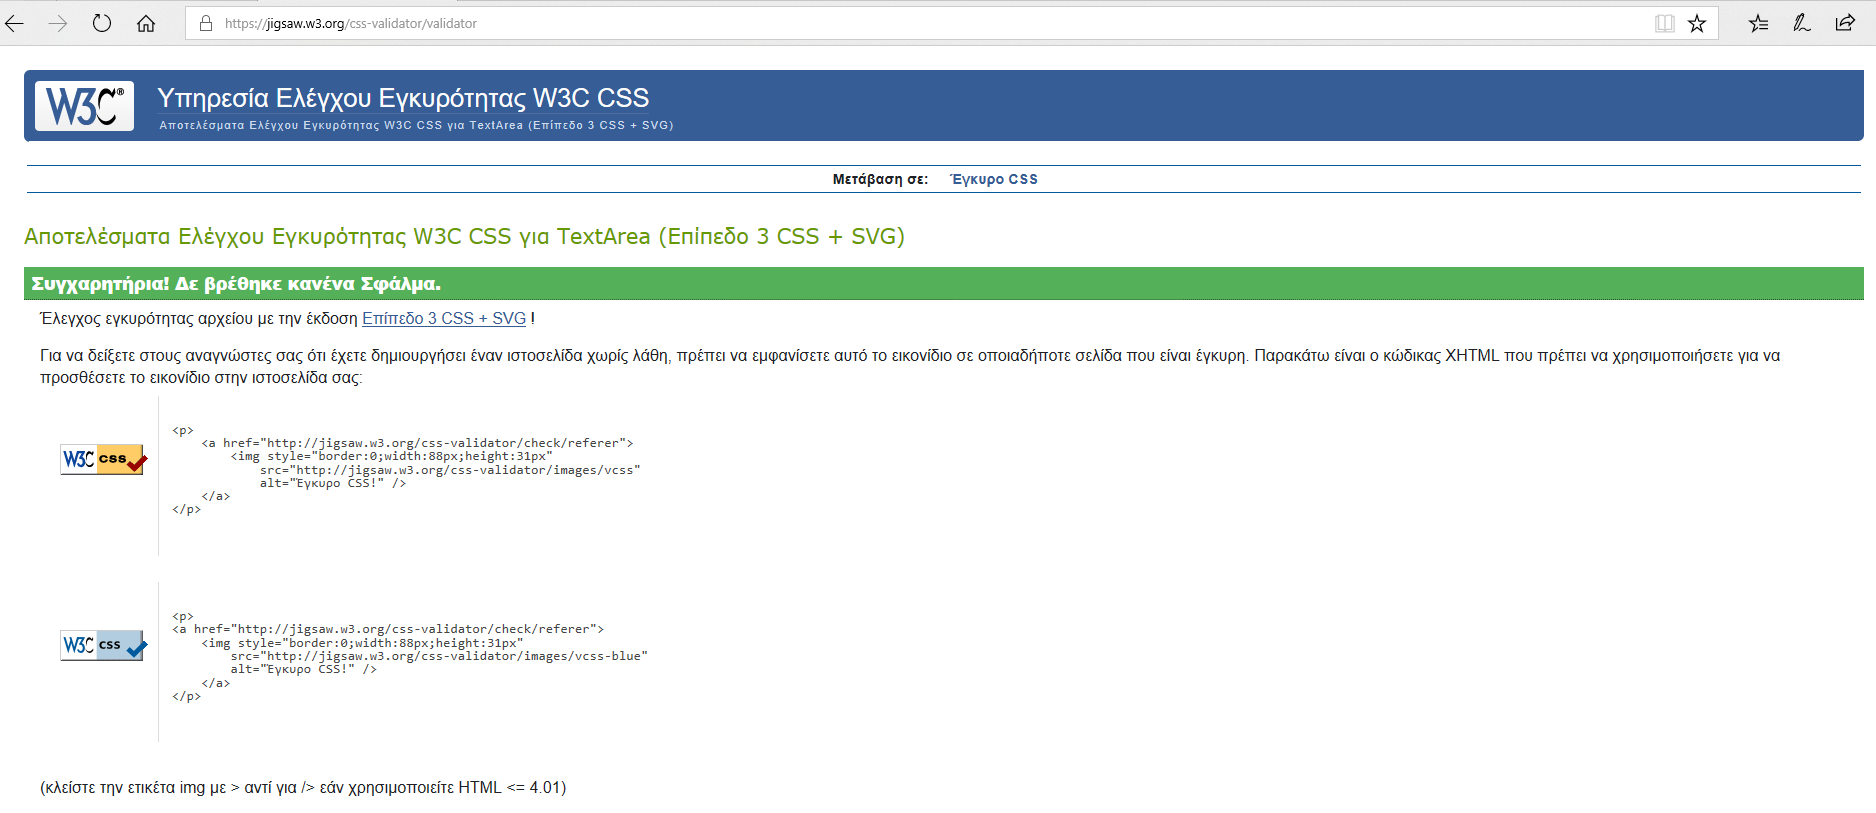 https://jigsaw.w3.org/css-validator/validator
W3C®
Υπηρεσία Ελέγχου Εγκυρότητας W3C CSS
Αποτελέσματα Ελέγχου Εγκυρότητας W3C CSS για TextArea (Επίπεδο 3 CSS + SVG)
Μετάβαση σε: Έγκυρο CSS
Αποτελέσματα Ελέγχου Εγκυρότητας W3C CSS για TextArea (Επίπεδο 3 CSS + SVG)
Συγχαρητήρια! Δε βρέθηκε κανένα Σφάλμα.
Έλεγχος εγκυρότητας αρχείου με την έκδοση Επίπεδο 3 CSS + SVG !
Για να δείξετε στους αναγνώστες σας ότι έχετε δημιουργήσει έναν ιστοσελίδα χωρίς λάθη, πρέπει να εμφανίσετε αυτό το εικονίδιο σε οποιαδήποτε σελίδα που είναι έγκυρη. Παρακάτω είναι ο κώδικας XHTML που πρέπει να χρησιμοποιήσετε για να
προσθέσετε το εικονίδιο στην ιστοσελίδα σας:
W3C css
<p>
<a href="http://jigsaw.w3.org/css-validator/check/referer">
<img style="border:0;width:88px;height:31px"
src="http://jigsaw.w3.org/css-validator/images/vcss"
alt="Έγκυρο CSS!" />
</a>
</p>
W3C css
<p>
<a href="http://jigsaw.w3.org/css-validator/check/referer">
<img style="border:0;width:88px;height:31px"
src="http://jigsaw.w3.org/css-validator/images/vcss-blue"
alt="Έγκυρο CSS!" />
</a>
</p>
(κλείστε την ετικέτα img με > αντί για /> εάν χρησιμοποιείτε HTML <= 4.01)